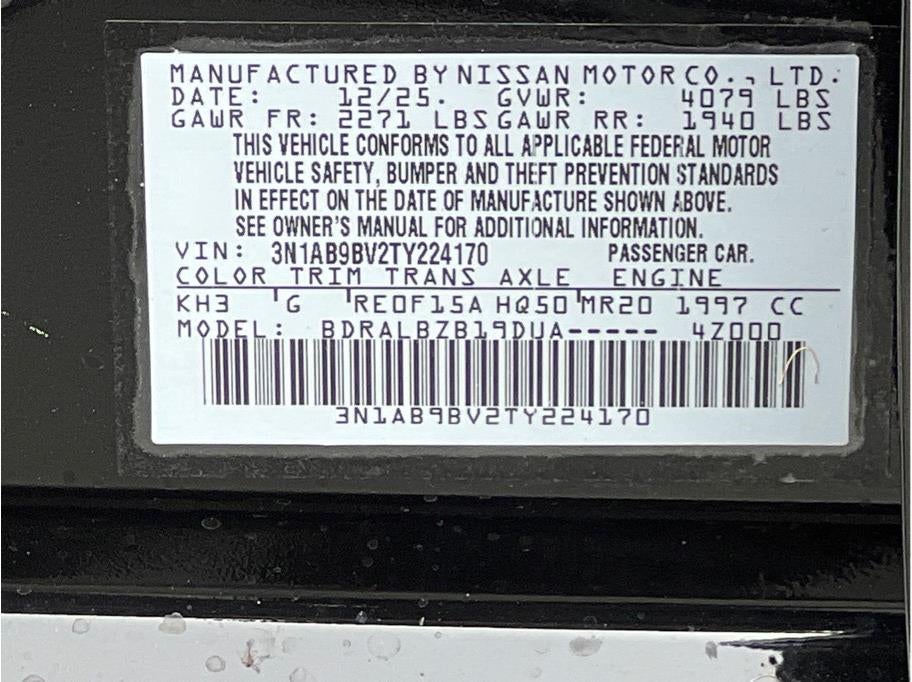 MANUFACTURED BY NISSAN MOTOR CO., LTD.
DATE: 12/25. GVWR: 4079 LBS
GAWR FR: 2271 LBS GAWR RR: 1940 LBS
THIS VEHICLE CONFORMS TO ALL APPLICABLE FEDERAL MOTOR
VEHICLE SAFETY, BUMPER AND THEFT PREVENTION STANDARDS
IN EFFECT ON THE DATE OF MANUFACTURE SHOWN ABOVE.
SEE OWNER'S MANUAL FOR ADDITIONAL INFORMATION.
VIN: 3N1AB9BV2TY224170 PASSENGER CAR.
COLOR TRIM TRANS AXLE ENGINE
KH3 G RE0F15A HQ50 MR20 1997 CC
MODEL: BDRALBZB19DUA----- 4Z000
3N1AB9BV2TY224170